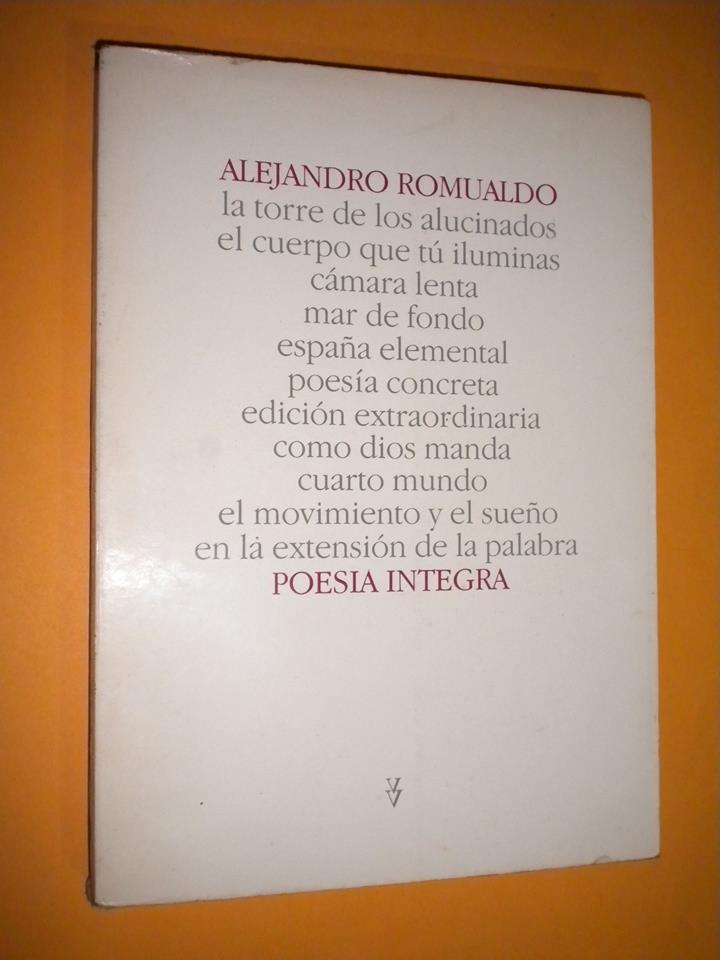 ALEJANDRO ROMUALDO
la torre de los alucinados
el cuerpo que tú iluminas
cámara lenta
mar de fondo
españa elemental
poesía concreta
edición extraordinaria
como dios manda
cuarto mundo
el movimiento y el sueño
en la extensión de la palabra
POESIA INTEGRA